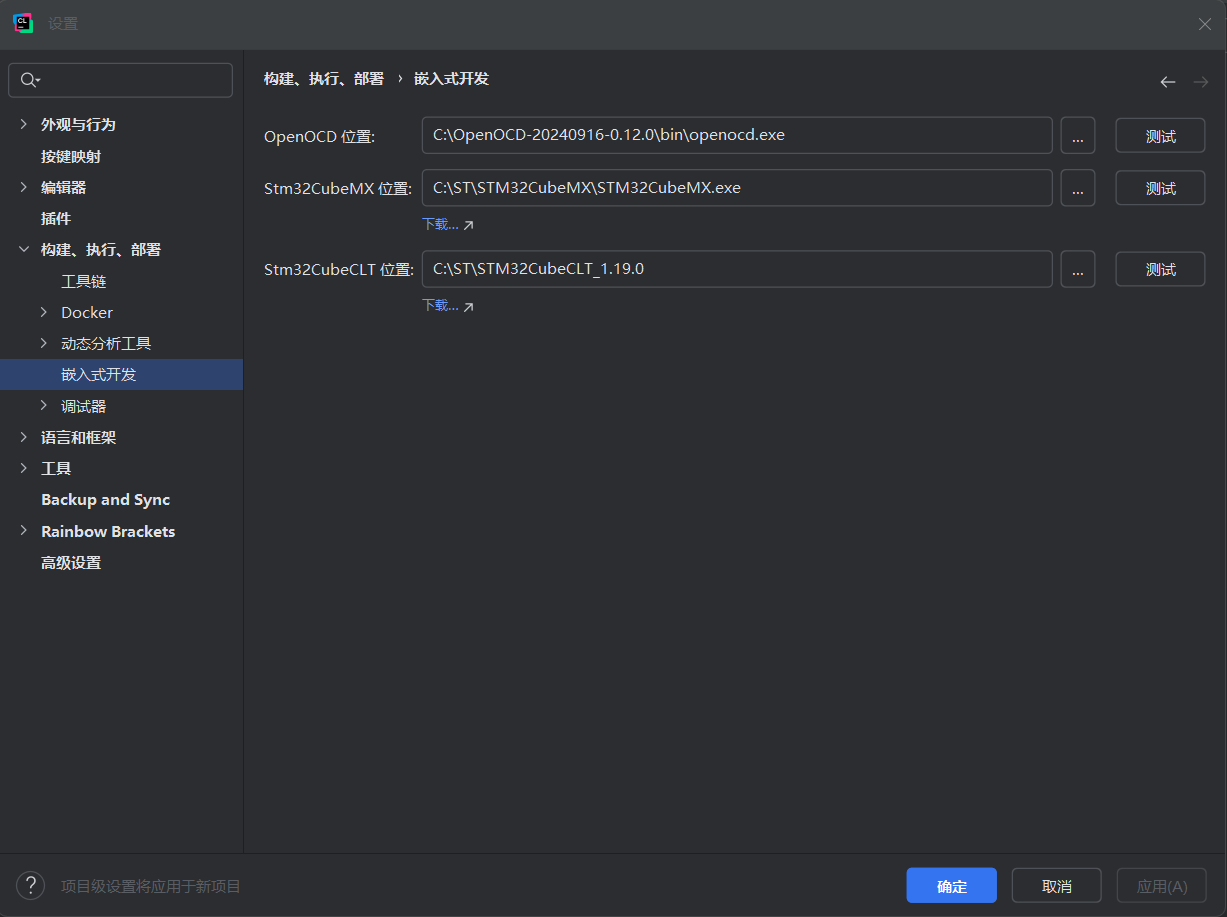 CL
设置
外观与行为
按键映射
编辑器
插件
构建、执行、部署
工具链
Docker
动态分析工具
嵌入式开发
调试器
语言和框架
工具
Backup and Sync
Rainbow Brackets
高级设置
构建、执行、部署 › 嵌入式开发
OpenOCD 位置: C:\OpenOCD-20240916-0.12.0\bin\openocd.exe ... 测试
Stm32CubeMX 位置: C:\ST\STM32CubeMX\STM32CubeMX.exe ... 测试
下载...
Stm32CubeCLT 位置: C:\ST\STM32CubeCLT_1.19.0 ... 测试
下载...
? 项目级设置将应用于新项目 确定 取消 应用(A)